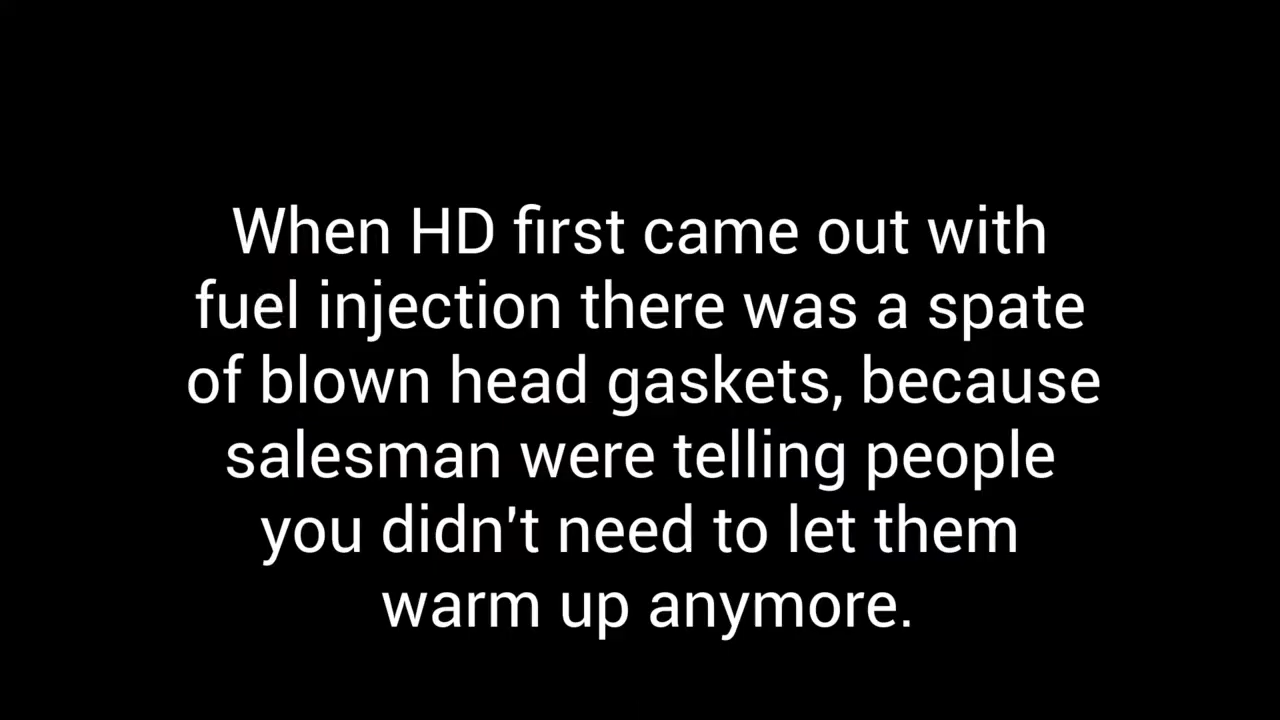 When HD first came out with
fuel injection there was a spate
of blown head gaskets, because
salesman were telling people
you didn't need to let them
warm up anymore.